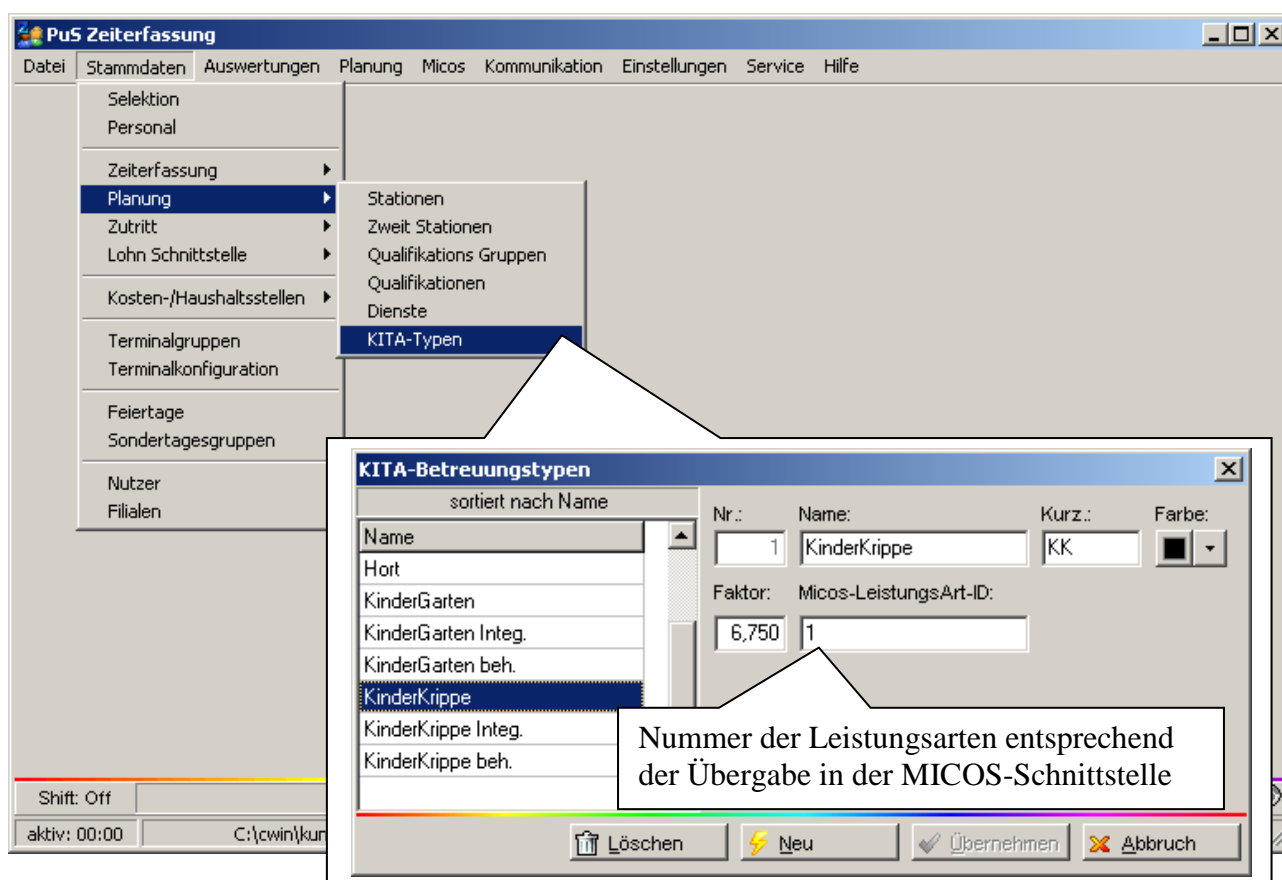 PuS Zeiterfassung
Datei Stammdaten Auswertungen Planung Micos Kommunikation Einstellungen Service Hilfe
Selektion
Personal
Zeiterfassung
Planung
Zutritt
Lohn Schnittstelle
Kosten-/Haushaltsstellen
Terminalgruppen
Terminalkonfiguration
Feiertage
Sondertagesgruppen
Nutzer
Filialen
Stationen
Zweit Stationen
Qualifikations Gruppen
Qualifikationen
Dienste
KITA-Typen
KITA-Betreuungstypen
sortiert nach Name
Name
Hort
KinderGarten
KinderGarten Integ.
KinderGarten beh.
KinderKrippe
KinderKrippe Integ.
KinderKrippe beh.
Nr.: Name: Kurz.: Farbe:
1 KinderKrippe KK
Faktor: Micos-LeistungsArt-ID:
6,750 1
Nummer der Leistungsarten entsprechend
der Übergabe in der MICOS-Schnittstelle
Löschen Neu Übernehmen Abbruch
Shift: Off
aktiv: 00:00 C:\cwin\kun